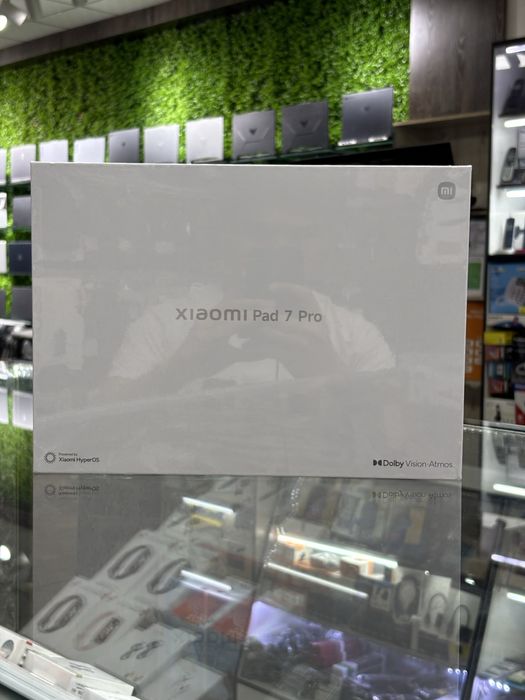 mi
xiaomi Pad 7 Pro
Powered by
Xiaomi HyperOS
Dolby Vision·Atmos